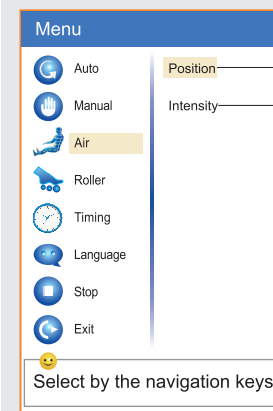 Menu
Auto
Position
Manual
Intensity
Air
Roller
Timing
Language
Stop
Exit
Select by the navigation keys